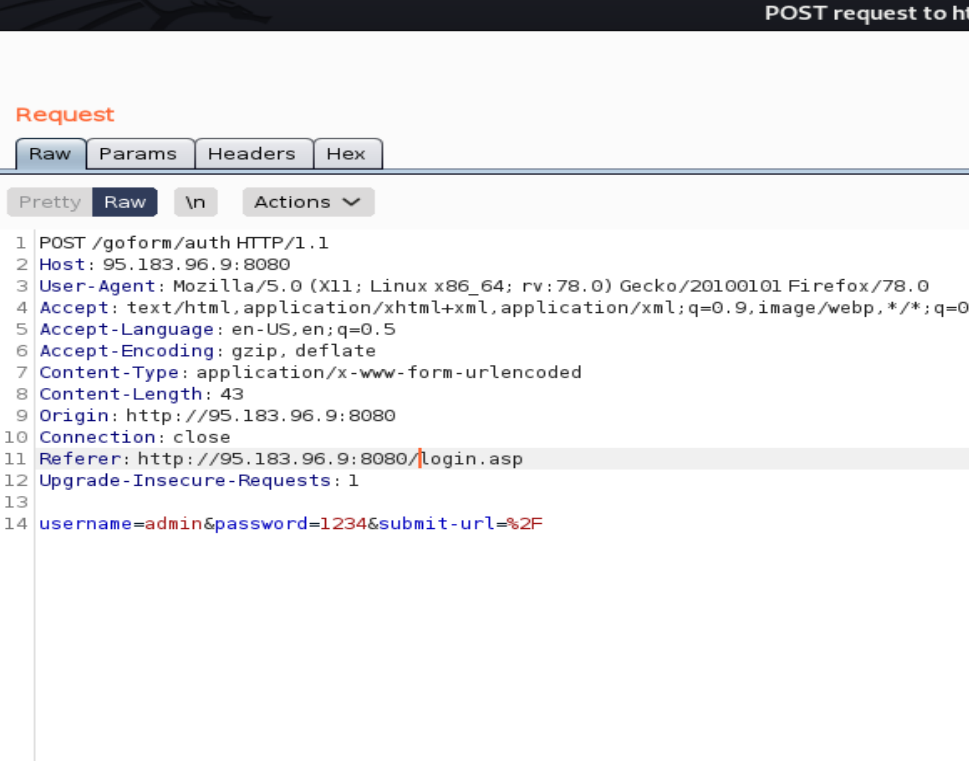 POST request to ht
Request
Raw Params Headers Hex
Pretty Raw \n Actions
1 POST /goform/auth HTTP/1.1
2 Host: 95.183.96.9:8080
3 User-Agent: Mozilla/5.0 (X11; Linux x86_64; rv:78.0) Gecko/20100101 Firefox/78.0
4 Accept: text/html,application/xhtml+xml,application/xml;q=0.9,image/webp,*/*;q=0
5 Accept-Language: en-US,en;q=0.5
6 Accept-Encoding: gzip, deflate
7 Content-Type: application/x-www-form-urlencoded
8 Content-Length: 43
9 Origin: http://95.183.96.9:8080
10 Connection: close
11 Referer: http://95.183.96.9:8080/login.asp
12 Upgrade-Insecure-Requests: 1
13
14 username=admin&password=1234&submit-url=%2F